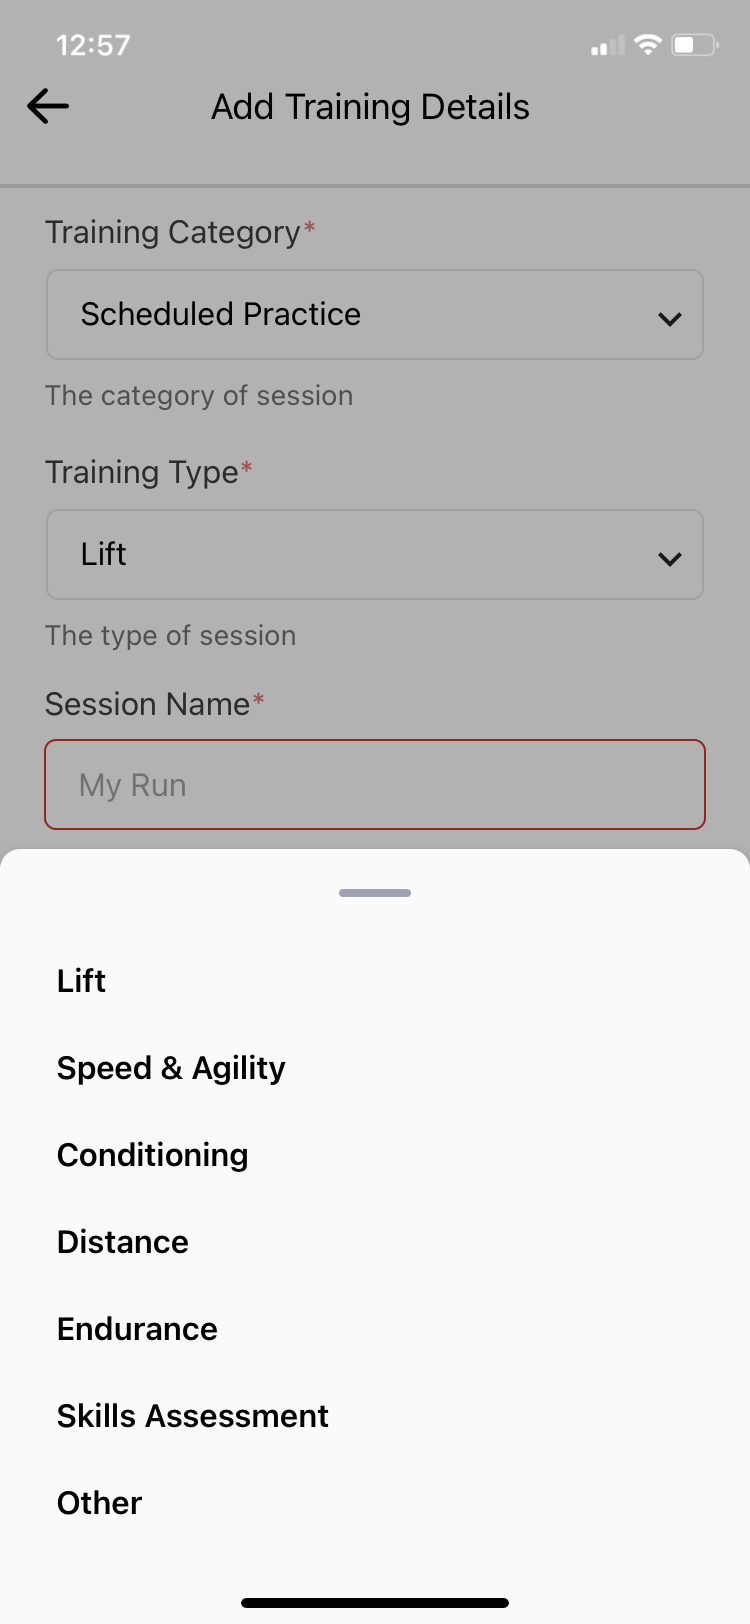 12:57
Add Training Details
Training Category*
Scheduled Practice
The category of session
Training Type*
Lift
The type of session
Session Name*
My Run
Lift
Speed & Agility
Conditioning
Distance
Endurance
Skills Assessment
Other